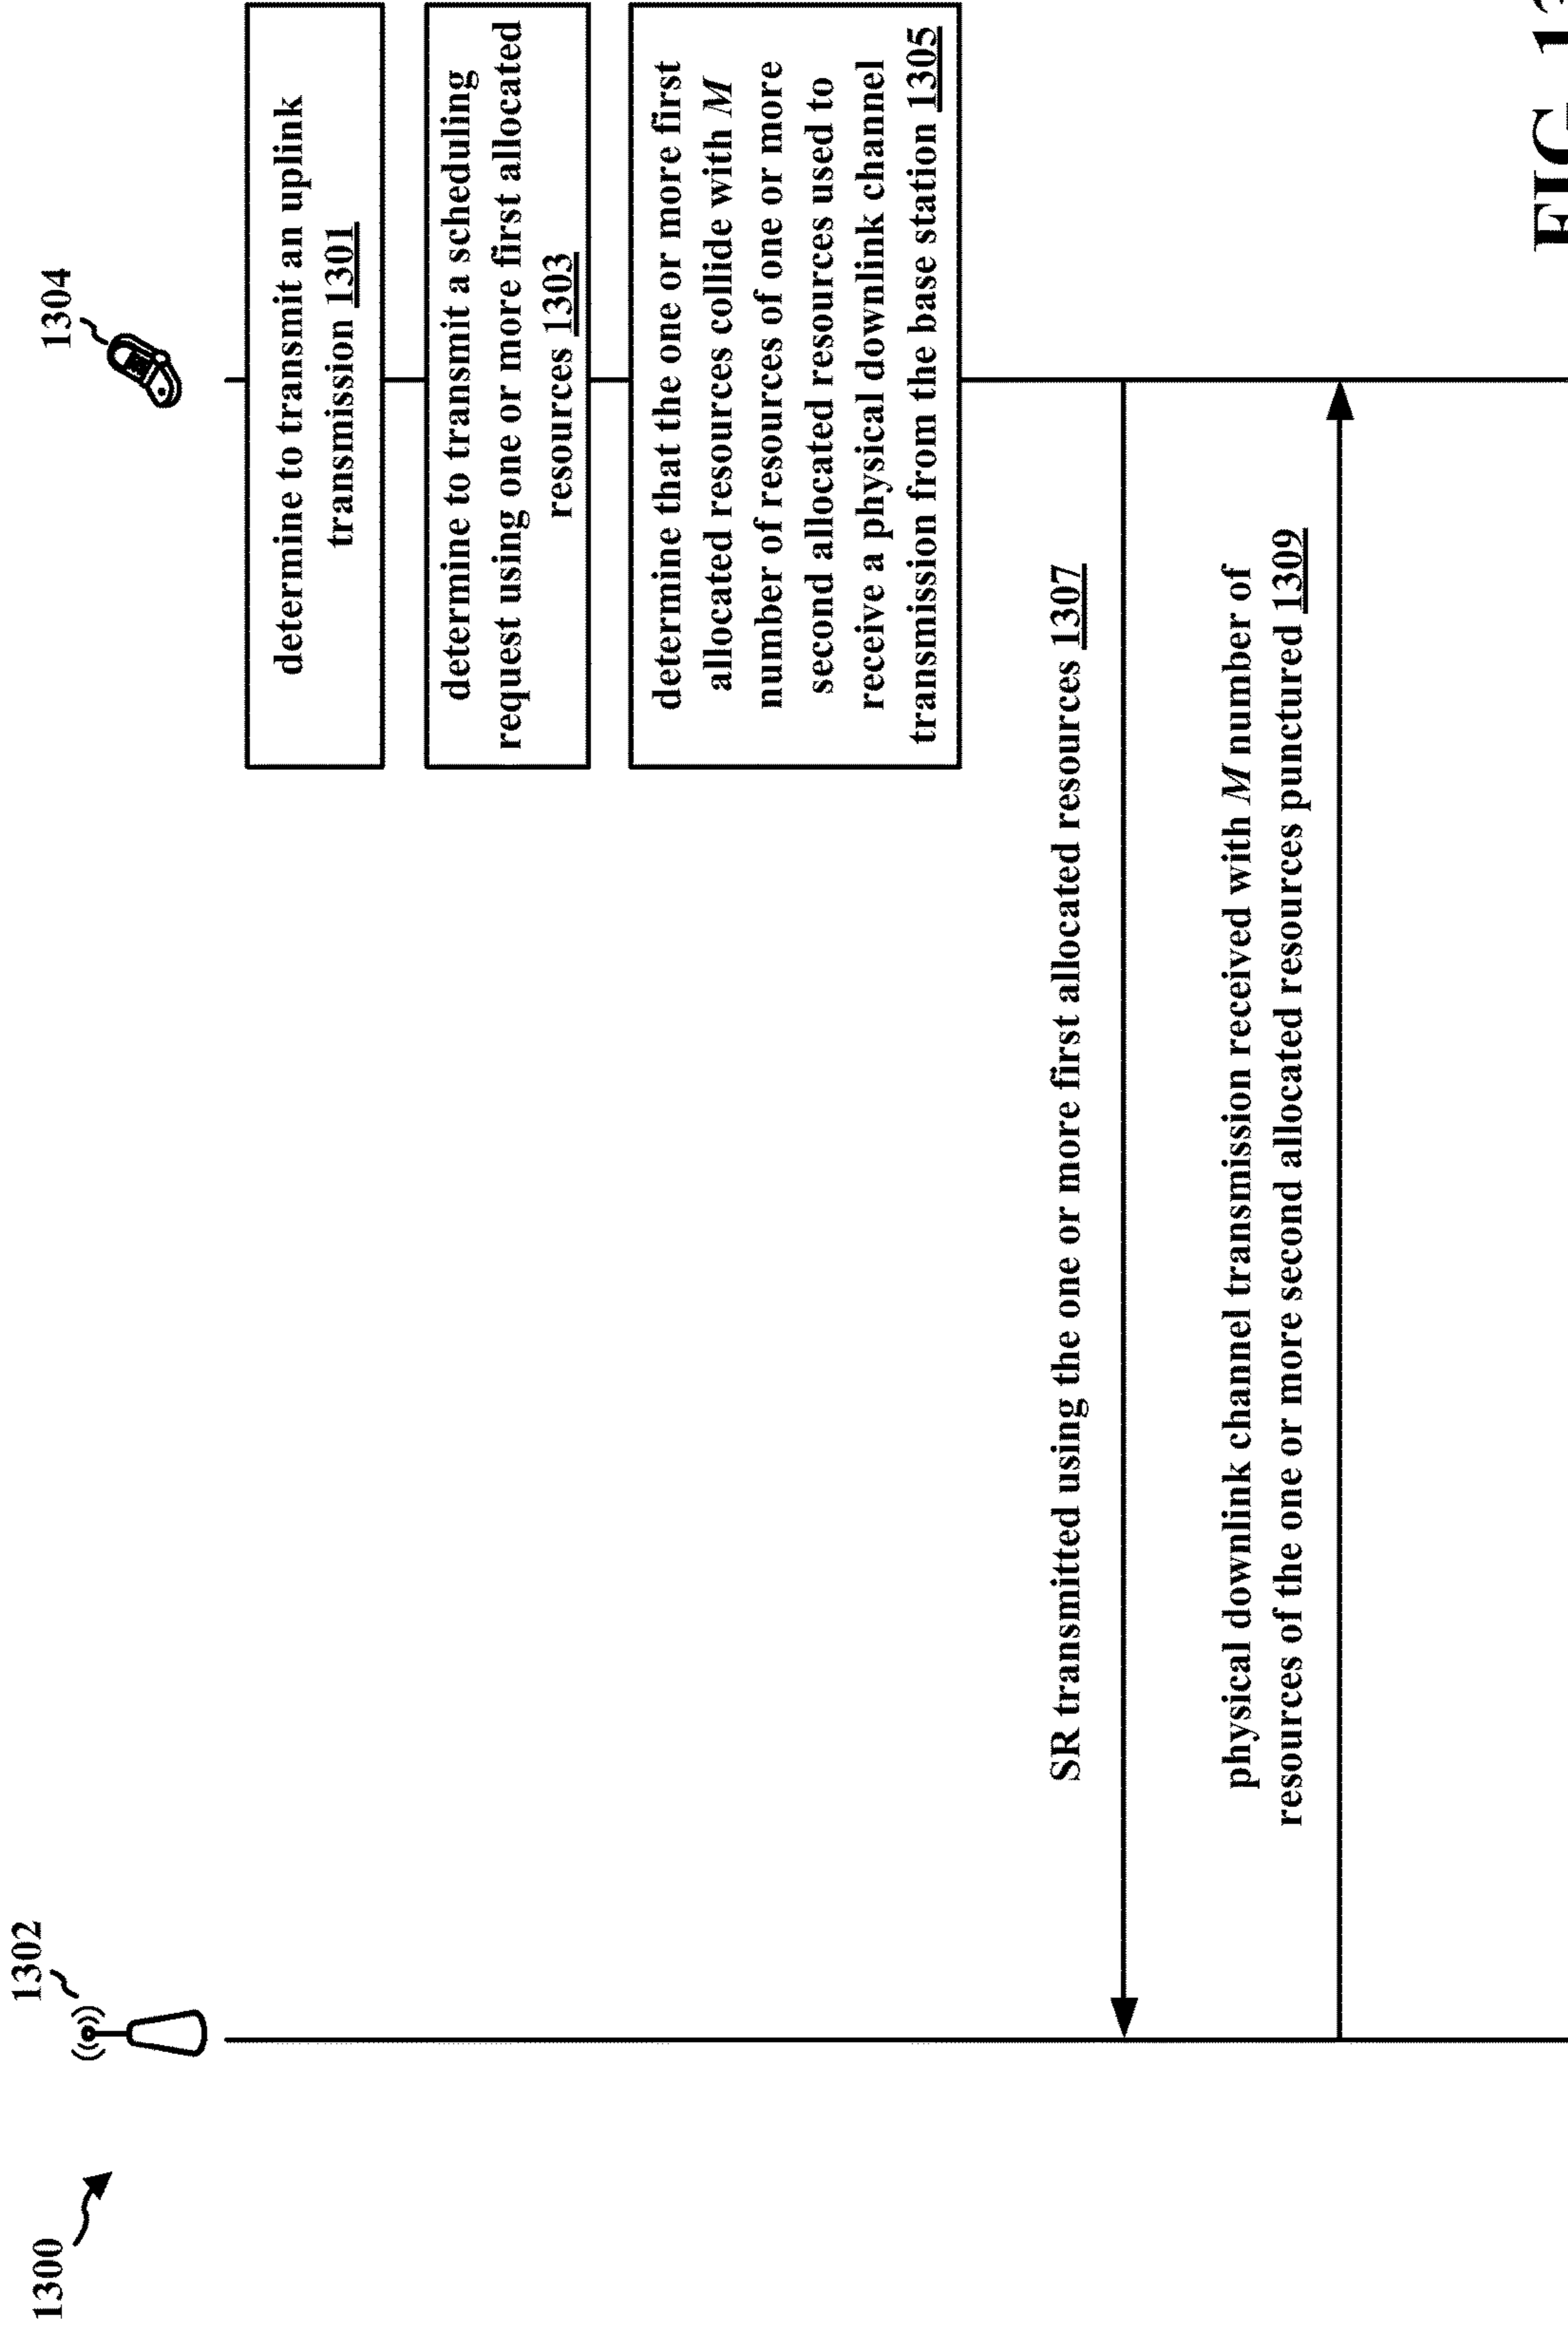 1300
1302
1304
determine to transmit an uplink
transmission 1301
determine to transmit a scheduling
request using one or more first allocated
resources 1303
determine that the one or more first
allocated resources collide with M
number of resources of one or more
second allocated resources used to
receive a physical downlink channel
transmission from the base station 1305
SR transmitted using the one or more first allocated resources 1307
physical downlink channel transmission received with M number of
resources of the one or more second allocated resources punctured 1309